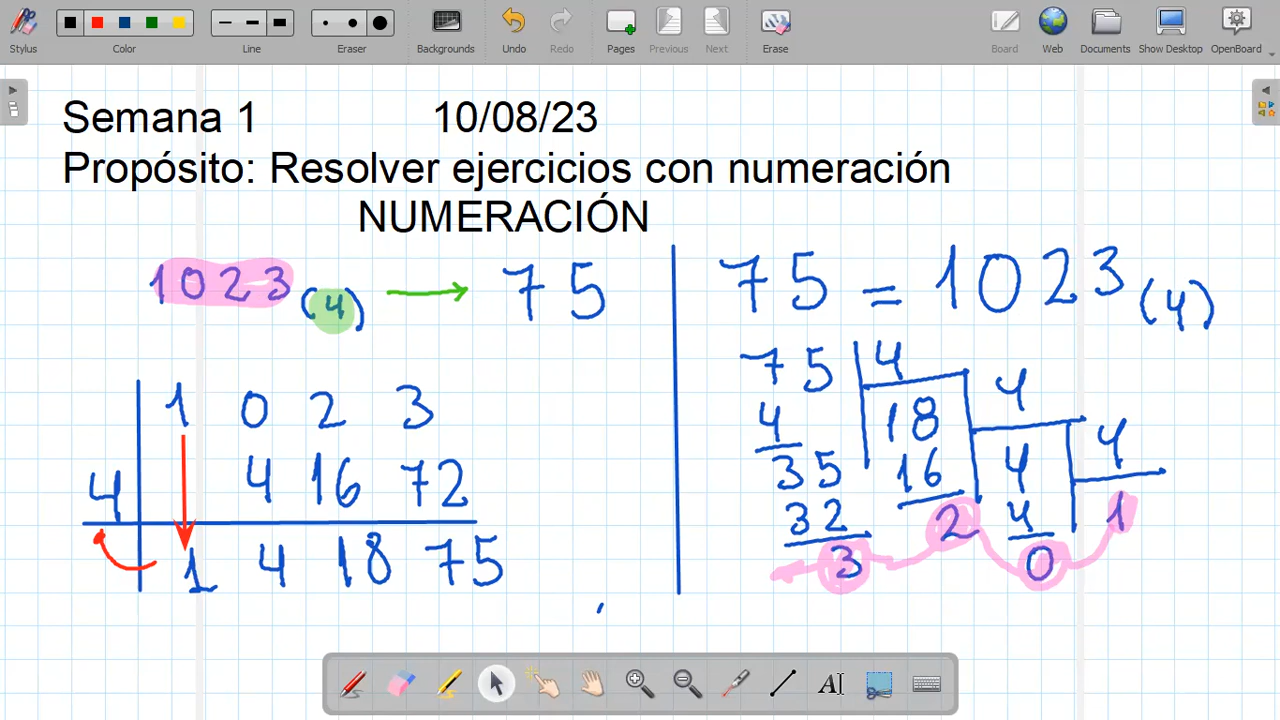 Stylus Color Line Eraser Backgrounds Undo Redo Pages Previous Next Erase Board Web Documents Show Desktop OpenBoard
Semana 1 10/08/23
Propósito: Resolver ejercicios con numeración
NUMERACIÓN
1023(4) → 75
1 0 2 3
4 4 16 72
1 4 18 75
75 = 1023(4)
75 4
4 18 4
35 16 4 4
32 2 4 1
3 0